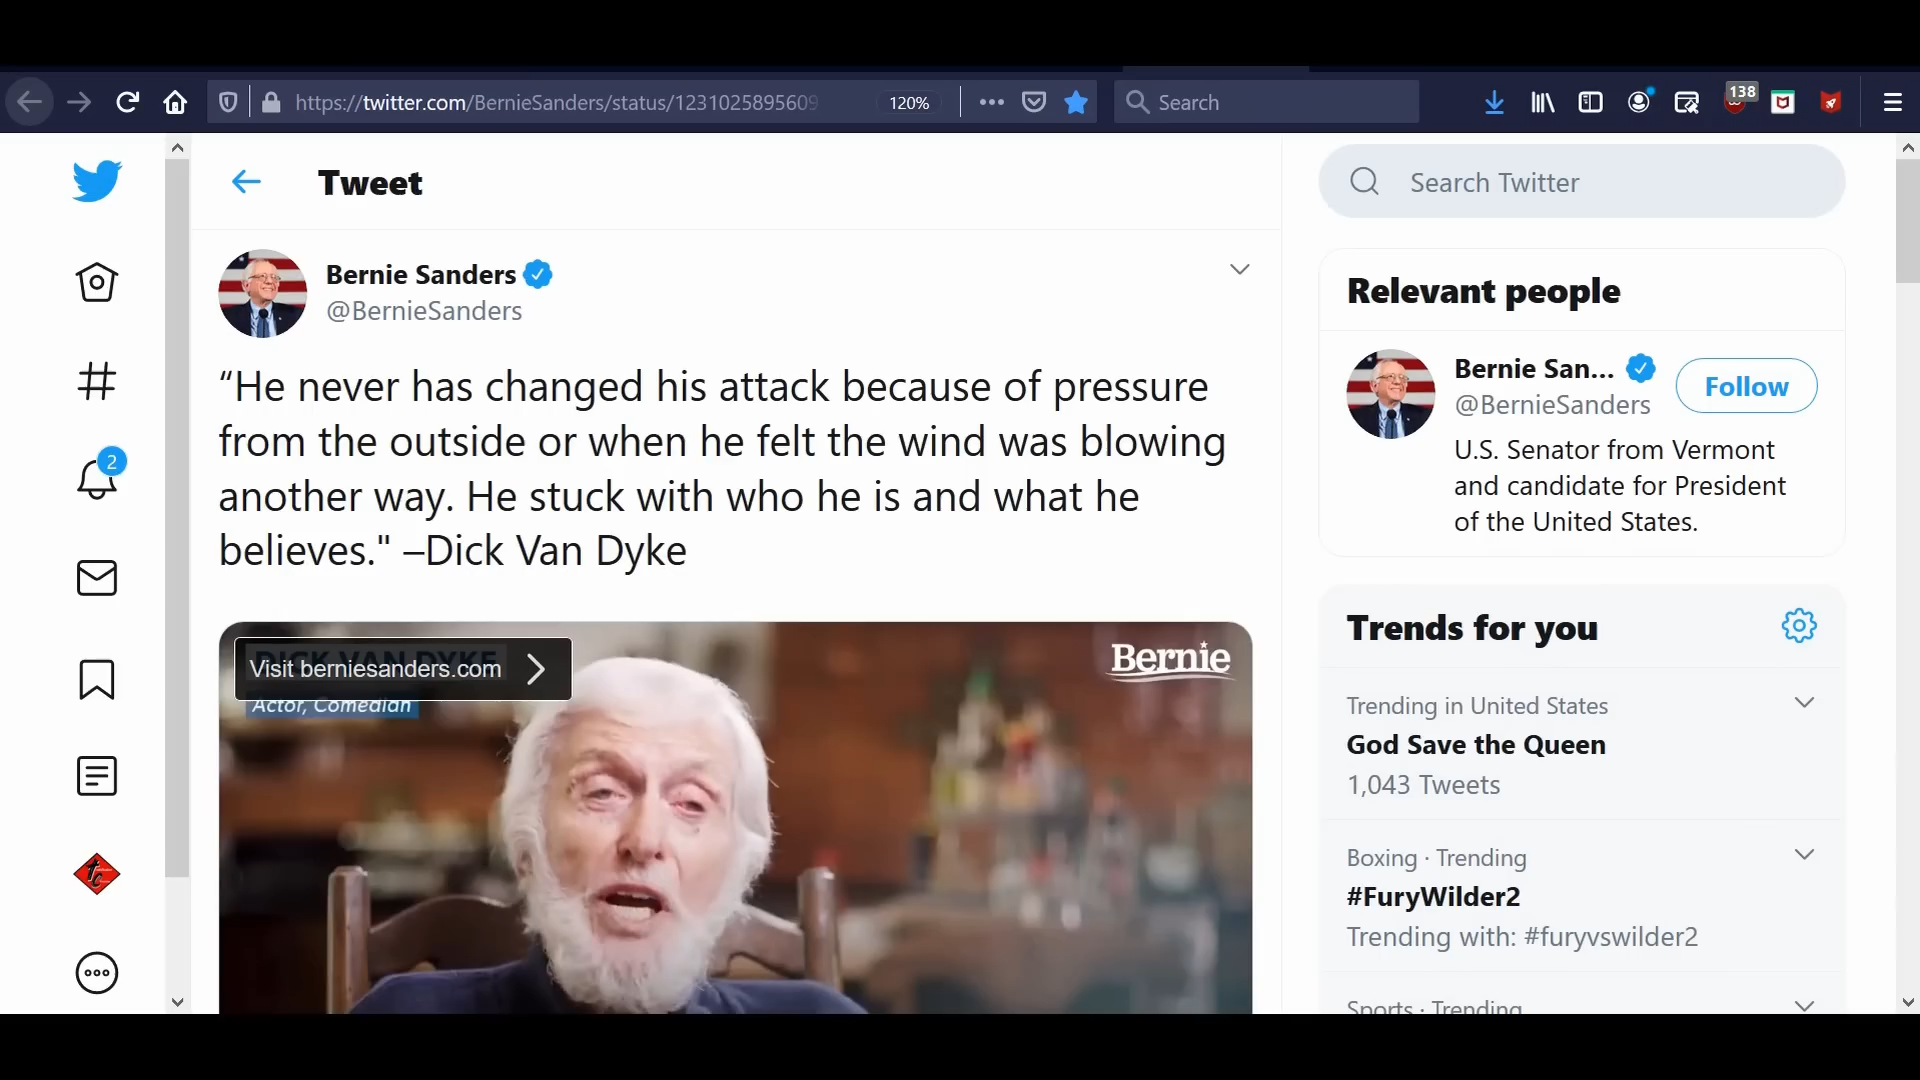 https://twitter.com/BernieSanders/status/1231025895609
120%
Search
138
Tweet
Search Twitter
Bernie Sanders
@BernieSanders
“He never has changed his attack because of pressure
from the outside or when he felt the wind was blowing
another way. He stuck with who he is and what he
believes." –Dick Van Dyke
2
DICK VAN DYKE
Visit berniesanders.com
Actor, Comedian
Bernie
Relevant people
Bernie San...
@BernieSanders
Follow
U.S. Senator from Vermont
and candidate for President
of the United States.
Trends for you
Trending in United States
God Save the Queen
1,043 Tweets
Boxing · Trending
#FuryWilder2
Trending with: #furyvswilder2
Sports · Trending